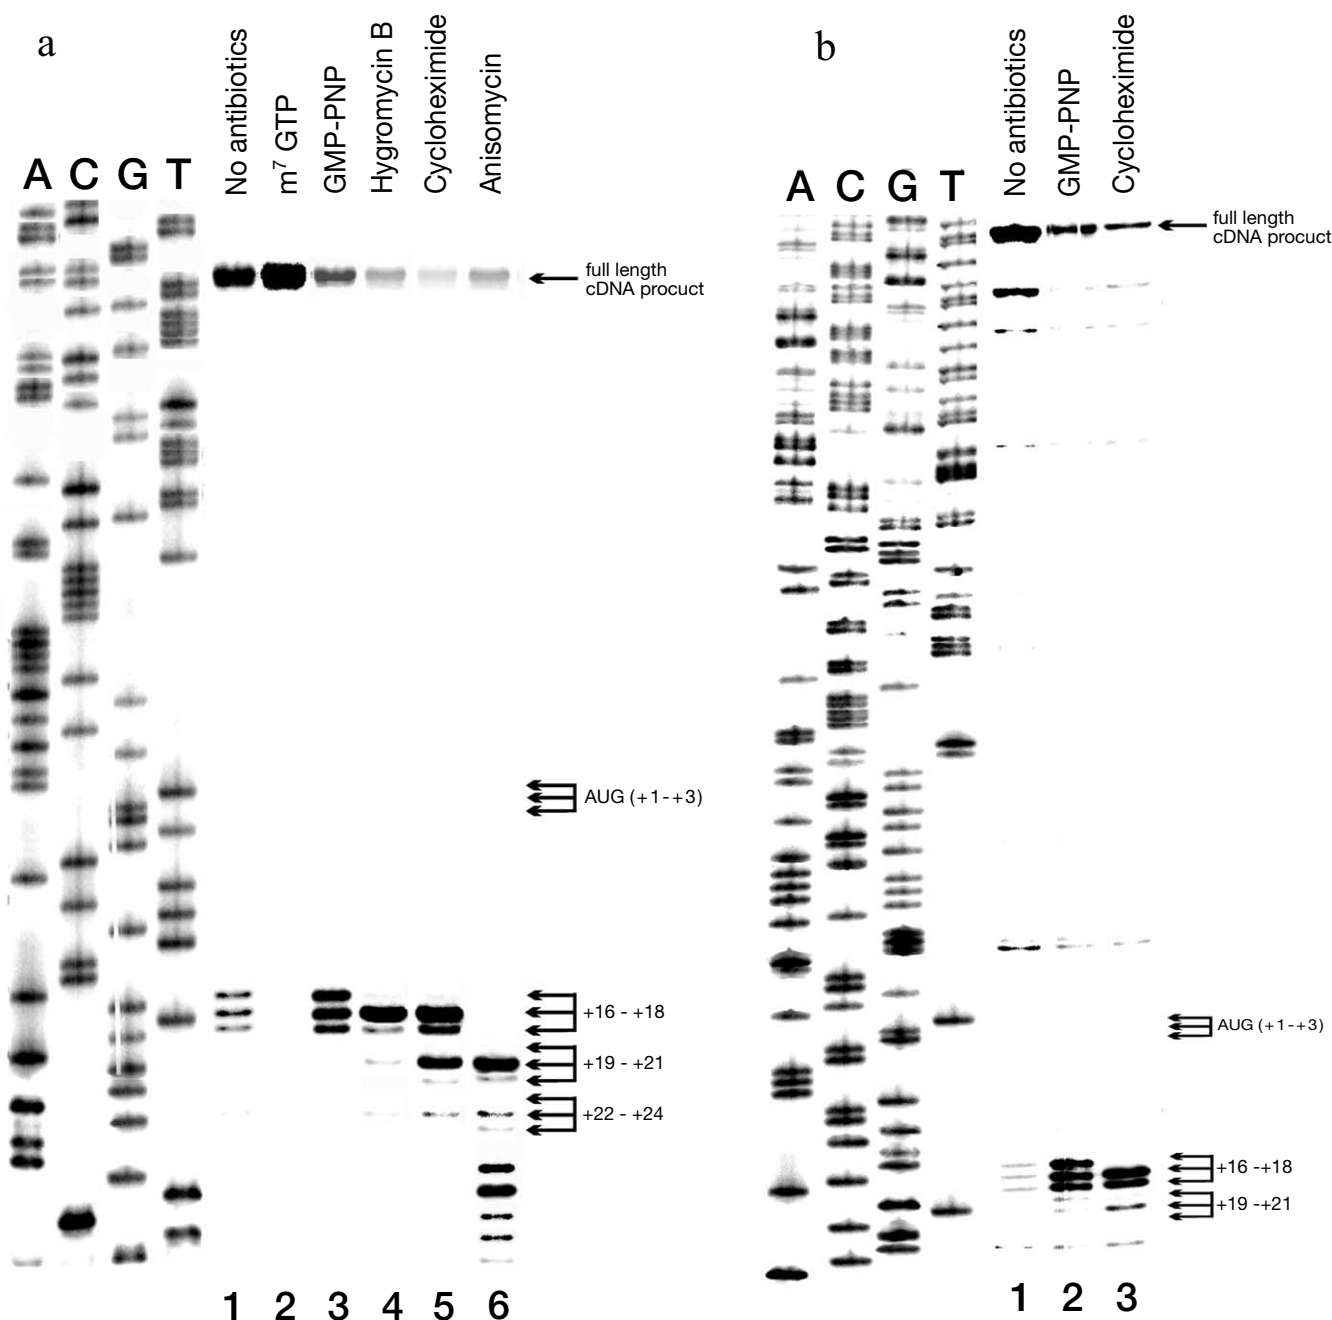 a
No antibiotics
m⁷ GTP
GMP-PNP
Hygromycin B
Cycloheximide
Anisomycin
A C G T
full length
cDNA procuct
AUG (+1-+3)
+16 - +18
+19 - +21
+22 - +24
1 2 3 4 5 6
b
No antibiotics
GMP-PNP
Cycloheximide
A C G T
full length
cDNA procuct
AUG (+1-+3)
+16 -+18
+19 -+21
1 2 3